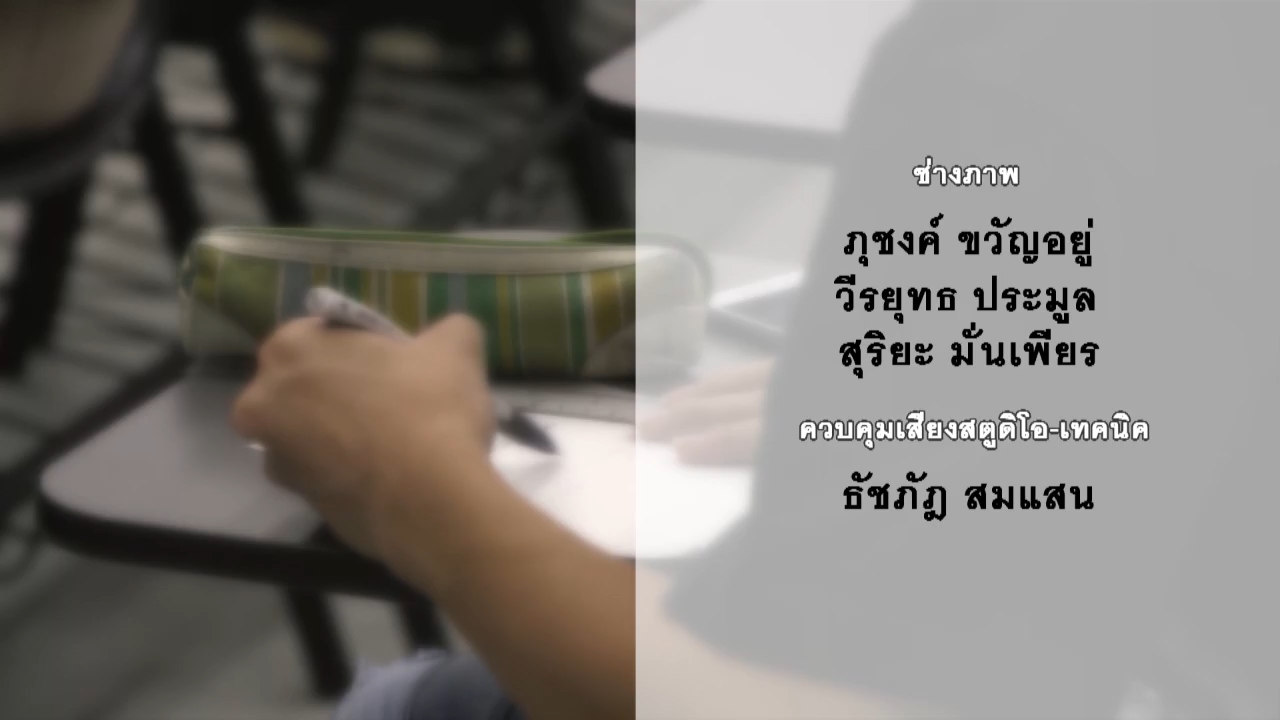 ช่างภาพ
ภุชงค์ ขวัญอยู่
วีรยุทธ ประมูล
สุริยะ มั่นเพียร
ควบคุมเสียงสตูดิโอ-เทคนิค
ธัชภัฎ สมแสน